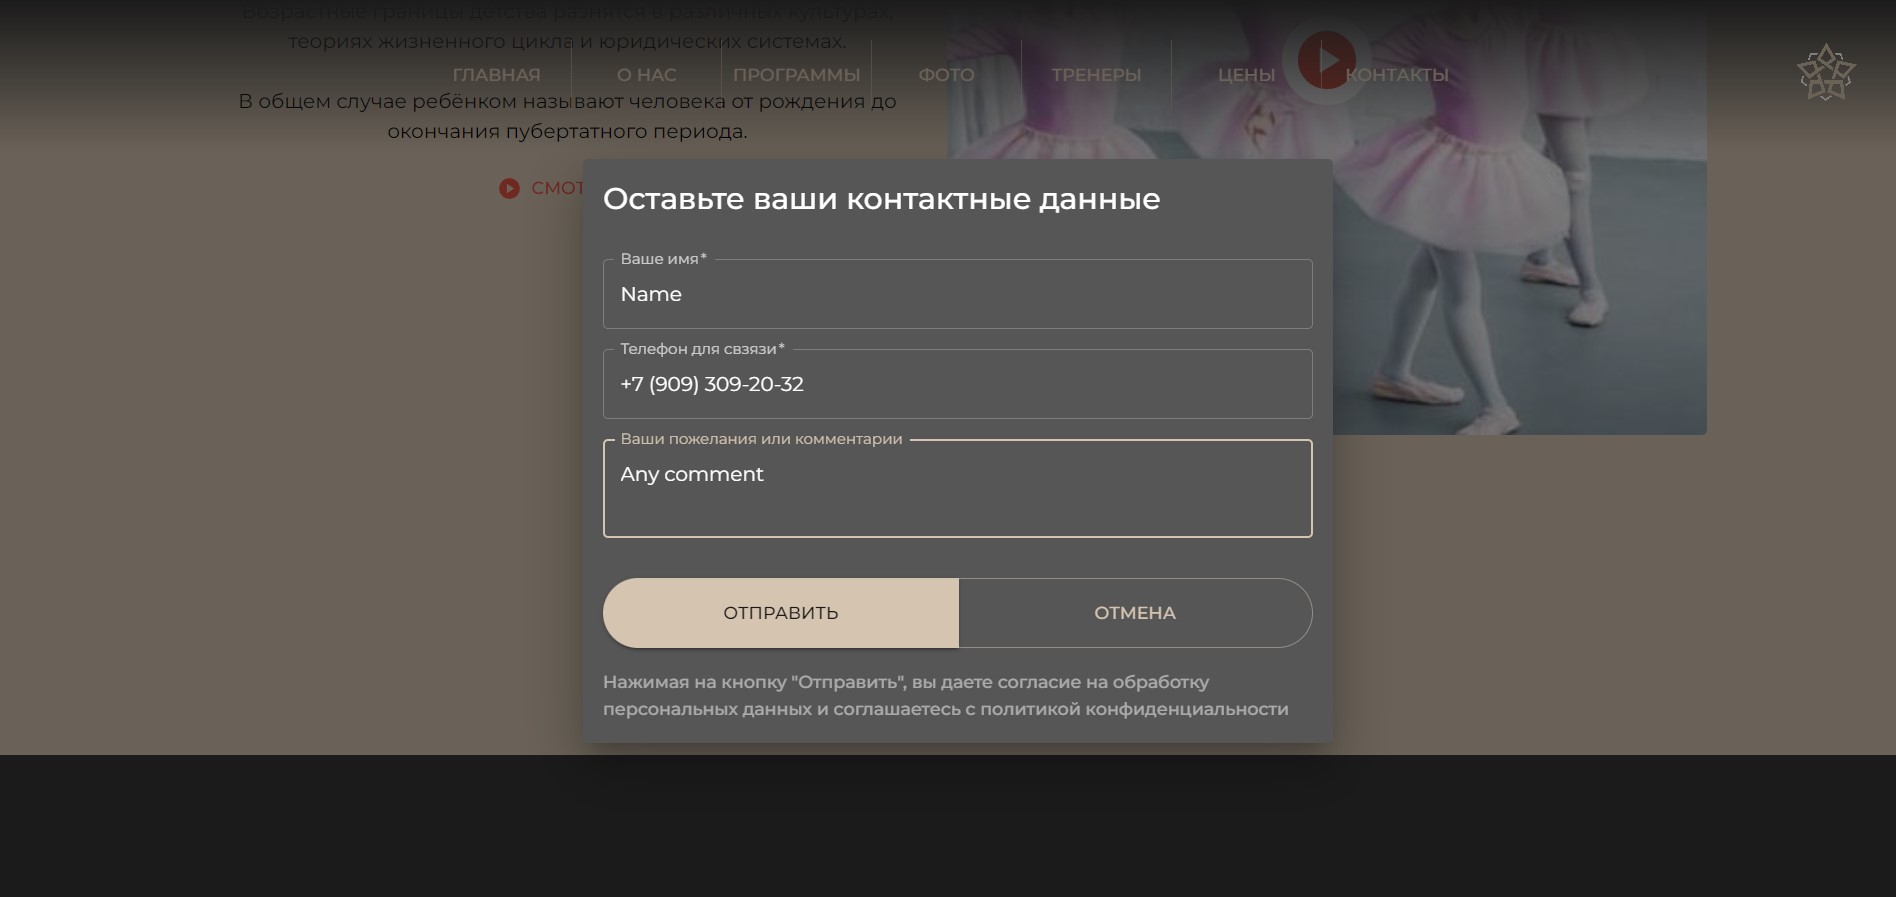 Возрастные границы детства разнятся в различных культурах,
теориях жизненного цикла и юридических системах.
ГЛАВНАЯ
О НАС
ПРОГРАММЫ
ФОТО
ТРЕНЕРЫ
ЦЕНЫ
КОНТАКТЫ
В общем случае ребёнком называют человека от рождения до
окончания пубертатного периода.
СМОТ
Оставьте ваши контактные данные
Ваше имя*
Name
Телефон для свзязи*
+7 (909) 309-20-32
Ваши пожелания или комментарии
Any comment
ОТПРАВИТЬ
ОТМЕНА
Нажимая на кнопку "Отправить", вы даете согласие на обработку
персональных данных и соглашаетесь с политикой конфиденциальности